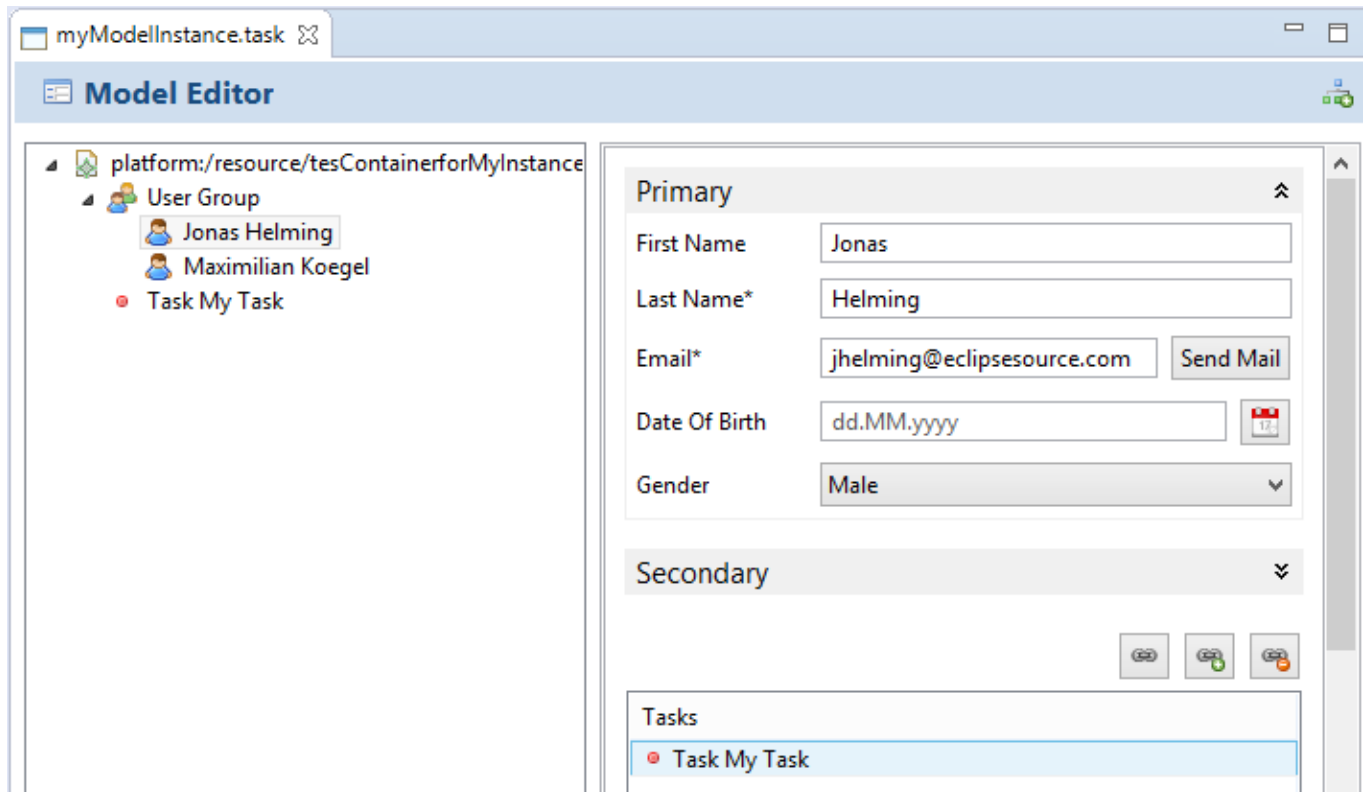 myModelInstance.task
Model Editor
platform:/resource/tesContainerforMyInstance
User Group
Jonas Helming
Maximilian Koegel
Task My Task
Primary
First Name Jonas
Last Name* Helming
Email* jhelming@eclipsesource.com Send Mail
Date Of Birth dd.MM.yyyy
Gender Male
Secondary
Tasks
Task My Task